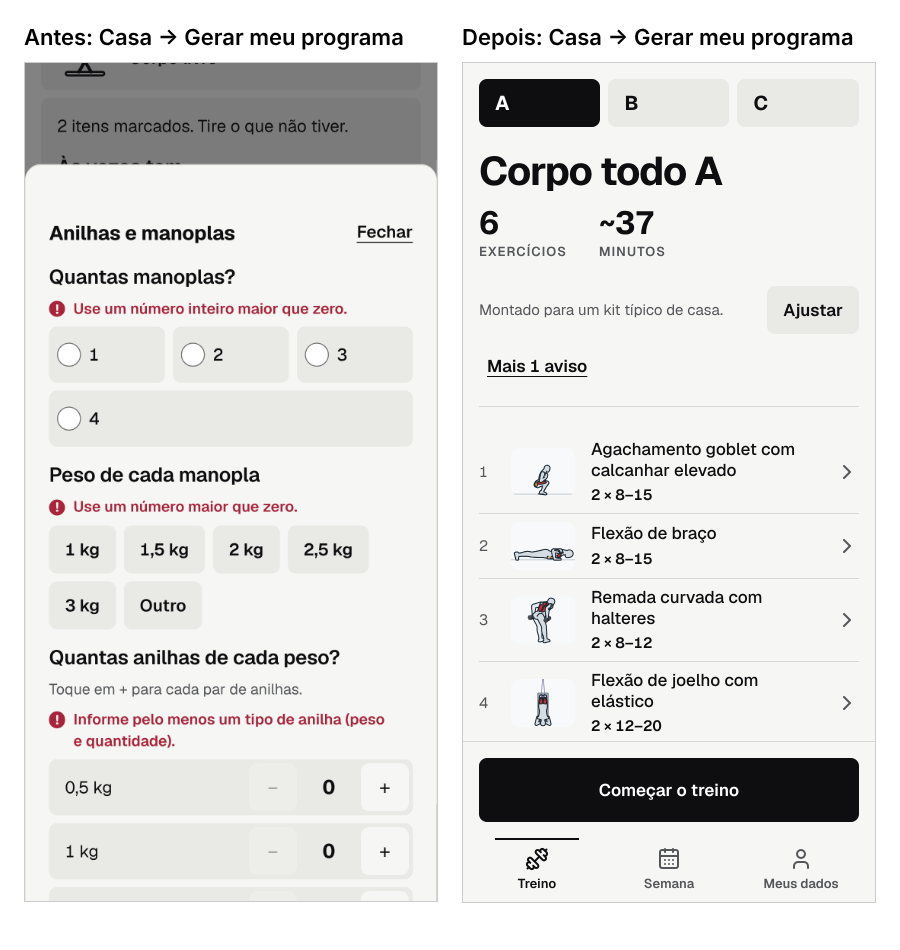 Antes: Casa → Gerar meu programa
2 itens marcados. Tire o que não tiver.
Anilhas e manoplas
Fechar
Quantas manoplas?
Use um número inteiro maior que zero.
1
2
3
4
Peso de cada manopla
Use um número maior que zero.
1 kg
1,5 kg
2 kg
2,5 kg
3 kg
Outro
Quantas anilhas de cada peso?
Toque em + para cada par de anilhas.
Informe pelo menos um tipo de anilha (peso
e quantidade).
0,5 kg
−
0
+
1 kg
−
0
+
Depois: Casa → Gerar meu programa
A
B
C
Corpo todo A
6
EXERCÍCIOS
~37
MINUTOS
Montado para um kit típico de casa.
Ajustar
Mais 1 aviso
1
Agachamento goblet com
calcanhar elevado
2 × 8–15
2
Flexão de braço
2 × 8–15
3
Remada curvada com
halteres
2 × 8–12
4
Flexão de joelho com
elástico
2 × 12–20
Começar o treino
Treino
Semana
Meus dados